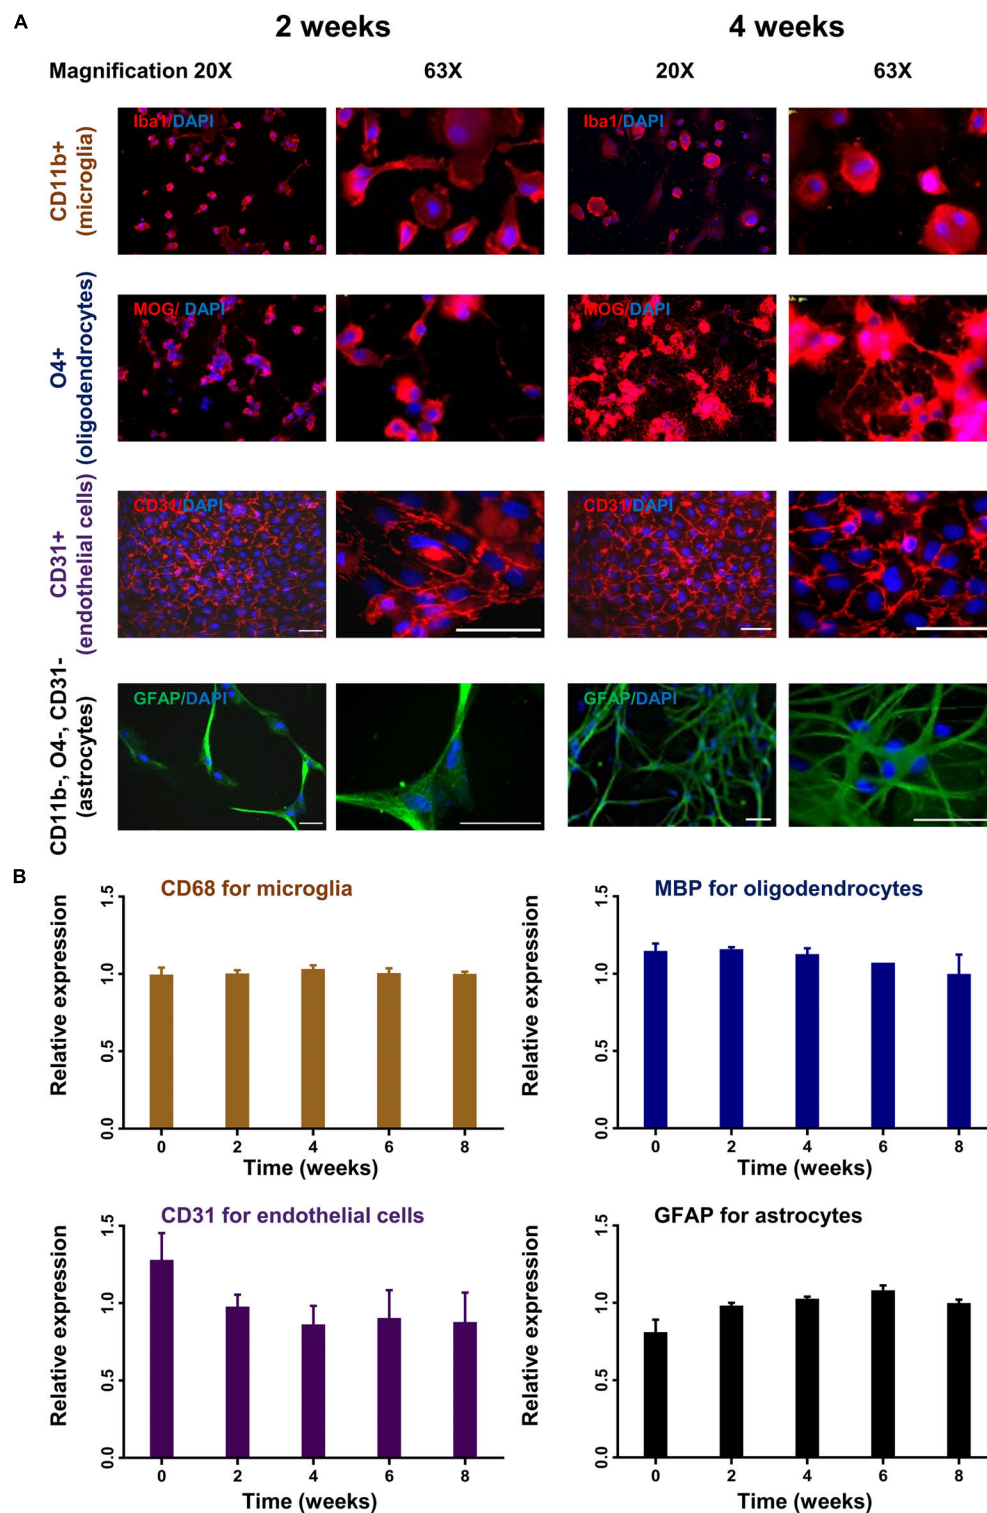 A
2 weeks
4 weeks
Magnification 20X
63X
20X
63X
CD11b+
(microglia)
Iba1/DAPI
Iba1/DAPI
O4+
(oligodendrocytes)
MOG/ DAPI
MOG/ DAPI
CD31+
(endothelial cells)
CD31/DAPI
CD31/DAPI
CD11b-, O4-, CD31-
(astrocytes)
GFAP/DAPI
GFAP/DAPI
B
CD68 for microglia
Relative expression
1.5
1.0
0.5
0.0
0 2 4 6 8
Time (weeks)
MBP for oligodendrocytes
Relative expression
1.5
1.0
0.5
0.0
0 2 4 6 8
Time (weeks)
CD31 for endothelial cells
Relative expression
1.5
1.0
0.5
0.0
0 2 4 6 8
Time (weeks)
GFAP for astrocytes
Relative expression
1.5
1.0
0.5
0.0
0 2 4 6 8
Time (weeks)